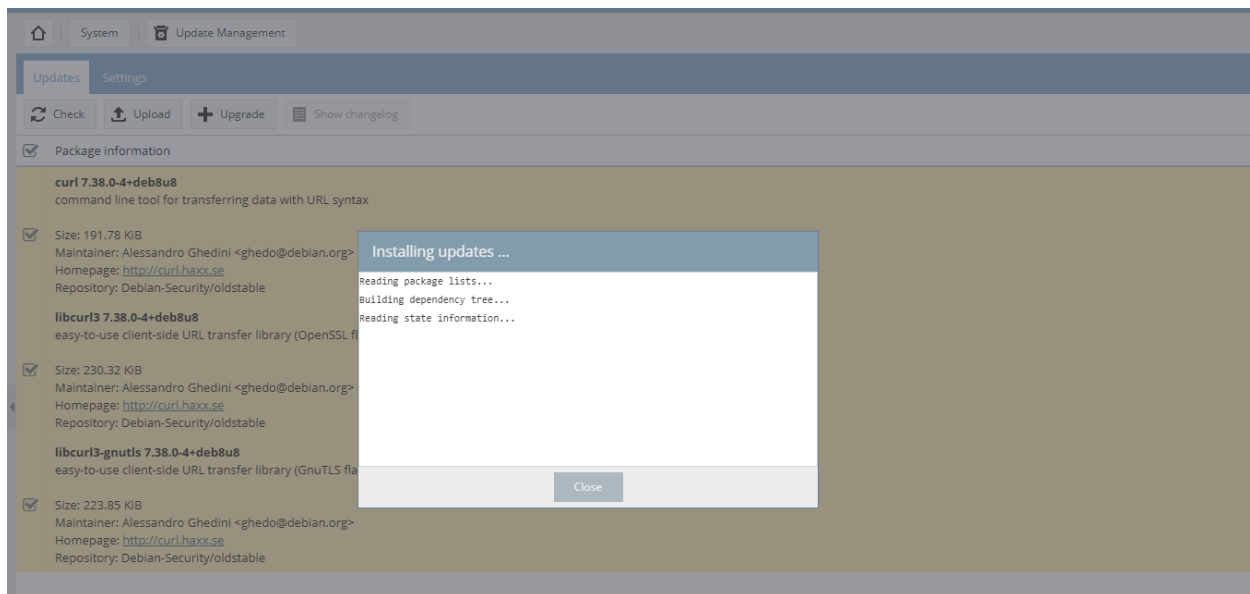 System
Update Management
Updates
Settings
Check
Upload
Upgrade
Show changelog
Package information
curl 7.38.0-4+deb8u8
command line tool for transferring data with URL syntax
Size: 191.78 KiB
Maintainer: Alessandro Ghedini <ghedo@debian.org>
Homepage: http://curl.haxx.se
Repository: Debian-Security/oldstable
libcurl3 7.38.0-4+deb8u8
easy-to-use client-side URL transfer library (OpenSSL fl
Size: 230.32 KiB
Maintainer: Alessandro Ghedini <ghedo@debian.org>
Homepage: http://curl.haxx.se
Repository: Debian-Security/oldstable
libcurl3-gnutls 7.38.0-4+deb8u8
easy-to-use client-side URL transfer library (GnuTLS fla
Size: 223.85 KiB
Maintainer: Alessandro Ghedini <ghedo@debian.org>
Homepage: http://curl.haxx.se
Repository: Debian-Security/oldstable
Installing updates ...
Reading package lists...
Building dependency tree...
Reading state information...
Close